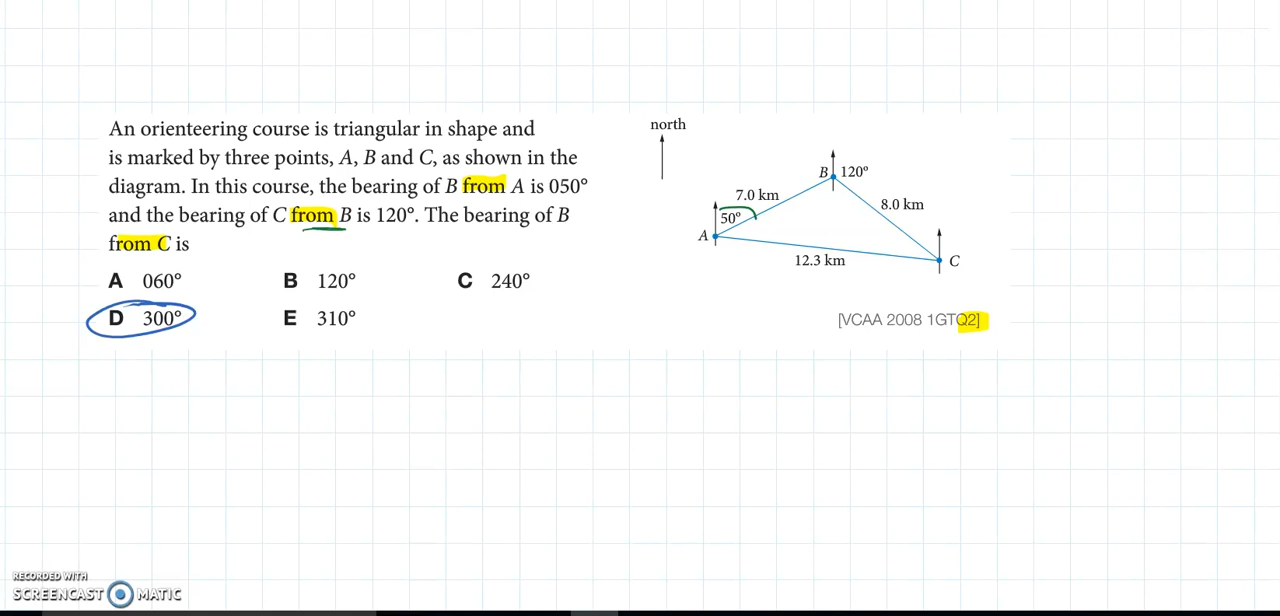 An orienteering course is triangular in shape and
is marked by three points, A, B and C, as shown in the
diagram. In this course, the bearing of B from A is 050°
and the bearing of C from B is 120°. The bearing of B
from C is
A 060°
B 120°
C 240°
D 300°
E 310°
north
B 120°
7.0 km
8.0 km
50°
A
12.3 km
C
[VCAA 2008 1GTQ2]
RECORDED WITH
SCREENCAST MATIC